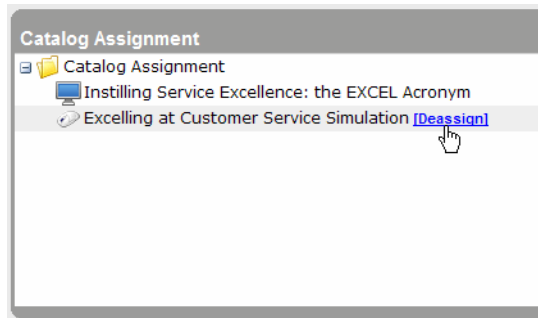 Catalog Assignment
Catalog Assignment
Instilling Service Excellence: the EXCEL Acronym
Excelling at Customer Service Simulation [Deassign]